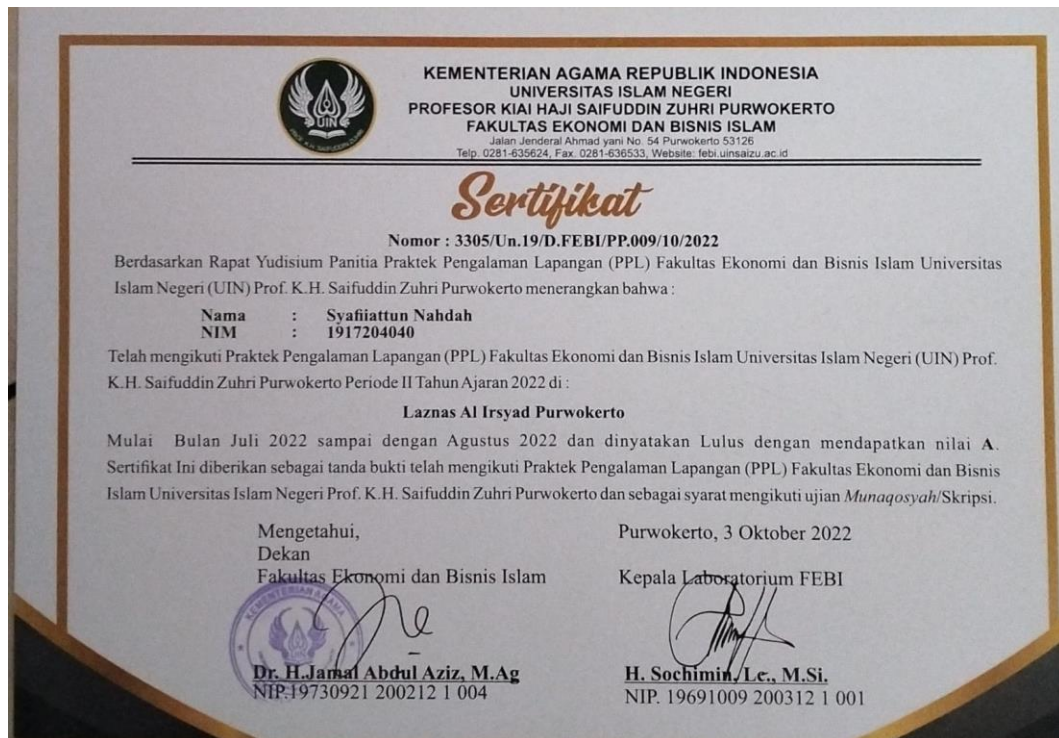 KEMENTERIAN AGAMA REPUBLIK INDONESIA
UNIVERSITAS ISLAM NEGERI
PROFESOR KIAI HAJI SAIFUDDIN ZUHRI PURWOKERTO
FAKULTAS EKONOMI DAN BISNIS ISLAM
Jalan Jenderal Ahmad yani No. 54 Purwokerto 53126
Telp. 0281-635624, Fax. 0281-636533, Website: febi.uinsaizu.ac.id
UIN
PROF. K.H. SAIFUDDIN ZUHRI
Sertifikat
Nomor : 3305/Un.19/D.FEBI/PP.009/10/2022
Berdasarkan Rapat Yudisium Panitia Praktek Pengalaman Lapangan (PPL) Fakultas Ekonomi dan Bisnis Islam Universitas
Islam Negeri (UIN) Prof. K.H. Saifuddin Zuhri Purwokerto menerangkan bahwa :
Nama : Syafiiattun Nahdah
NIM : 1917204040
Telah mengikuti Praktek Pengalaman Lapangan (PPL) Fakultas Ekonomi dan Bisnis Islam Universitas Islam Negeri (UIN) Prof.
K.H. Saifuddin Zuhri Purwokerto Periode II Tahun Ajaran 2022 di :
Laznas Al Irsyad Purwokerto
Mulai Bulan Juli 2022 sampai dengan Agustus 2022 dan dinyatakan Lulus dengan mendapatkan nilai A.
Sertifikat Ini diberikan sebagai tanda bukti telah mengikuti Praktek Pengalaman Lapangan (PPL) Fakultas Ekonomi dan Bisnis
Islam Universitas Islam Negeri Prof. K.H. Saifuddin Zuhri Purwokerto dan sebagai syarat mengikuti ujian Munaqosyah/Skripsi.
Mengetahui,
Dekan
Fakultas Ekonomi dan Bisnis Islam
KEMENTERIAN AGAMA
Dr. H.Jamal Abdul Aziz, M.Ag
NIP.19730921 200212 1 004
Purwokerto, 3 Oktober 2022
Kepala Laboratorium FEBI
H. Sochimin, Lc., M.Si.
NIP. 19691009 200312 1 001